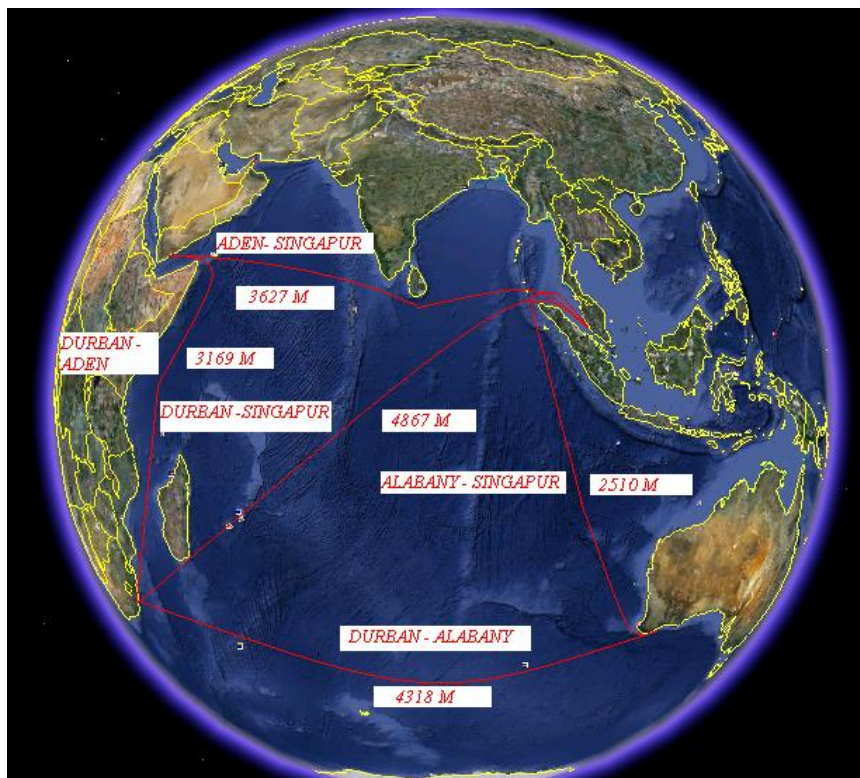 ADEN- SINGAPUR
3627 M
DURBAN -
ADEN
3169 M
DURBAN -SINGAPUR
4867 M
ALABANY - SINGAPUR
2510 M
DURBAN - ALABANY
4318 M